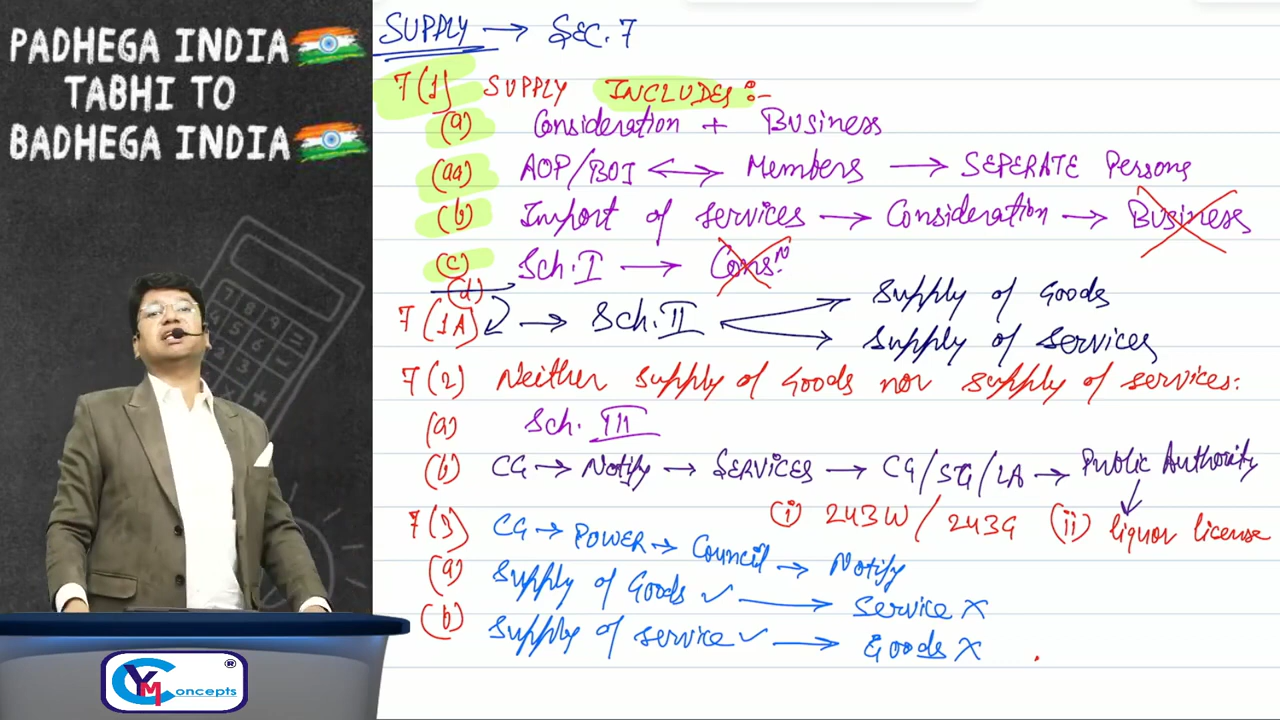 PADHEGA INDIA
TABHI TO
BADHEGA INDIA
SUPPLY → SEC. 7
7(1) SUPPLY INCLUDES :-
(a) Consideration + Business
(aa) AOP/BOI ↔ Members → SEPERATE Persons
(b) Import of services → Consideration → Business
(c) Sch. I → Cons.N
(d)
7(1A) → Sch. II
Supply of Goods
Supply of services
7(2) Neither supply of Goods nor supply of services:
(a) Sch. III
(b) CG → Notify → SERVICES → CG/SG/LA → Public Authority
(i) 243W / 243G (ii) liquor license
7(3) CG → POWER → Council → Notify
(a) Supply of Goods ✓ → Service X
(b) Supply of service ✓ → Goods X
CYM Concepts ®